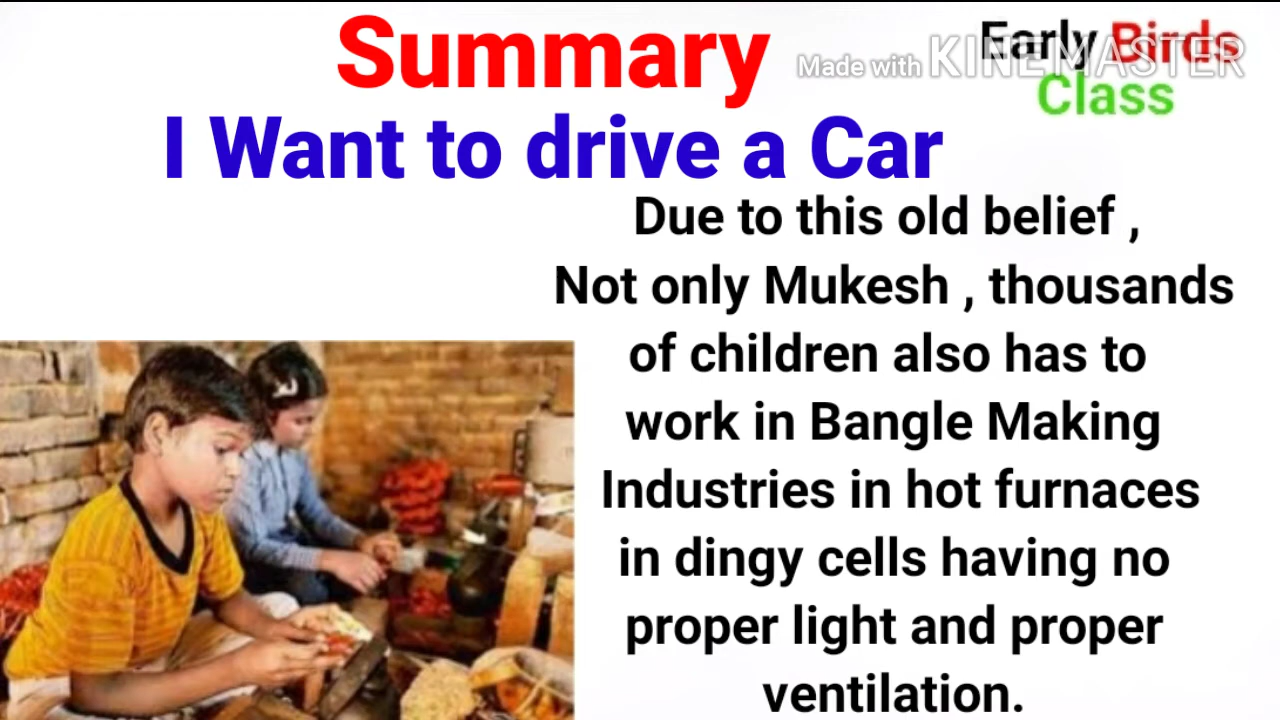 Summary
Made with KINEMASTER
Early Birds
Class
I Want to drive a Car
Due to this old belief ,
Not only Mukesh , thousands
of children also has to
work in Bangle Making
Industries in hot furnaces
in dingy cells having no
proper light and proper
ventilation.